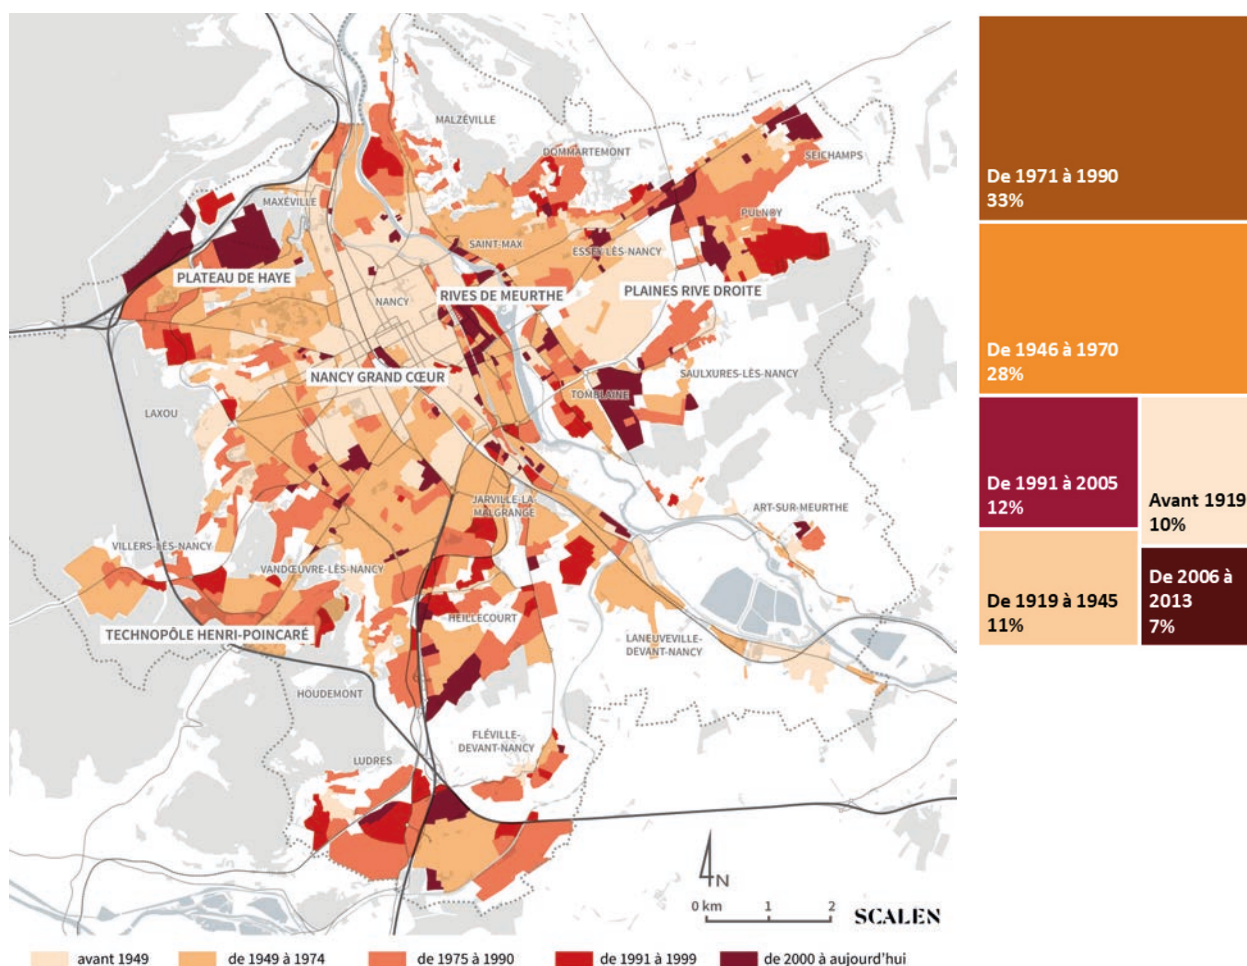 MALZÉVILLE
DOMMARTEMONT
SEICHAMPS
MAXÉVILLE
PULNOY
SAINT-MAX
ESSEY-LÈS-NANCY
PLATEAU DE HAYE
NANCY
RIVES DE MEURTHE
PLAINES RIVE DROITE
NANCY GRAND CŒUR
SAULXURES-LÈS-NANCY
TOMBLAINE
LAXOU
JARVILLE-LA-
MALGRANGE
ART-SUR-MEURTHE
VILLERS-LÈS-NANCY
VANDŒUVRE-LÈS-NANCY
HEILLECOURT
TECHNOPÔLE HENRI-POINCARÉ
LANEUVEVILLE-
DEVANT-NANCY
HOUDEMONT
FLÉVILLE-
DEVANT-NANCY
LUDRES
N
0 km 1 2
SCALEN
avant 1949
de 1949 à 1974
de 1975 à 1990
de 1991 à 1999
de 2000 à aujourd'hui
De 1971 à 1990
33%
De 1946 à 1970
28%
De 1991 à 2005
12%
Avant 1919
10%
De 1919 à 1945
11%
De 2006 à
2013
7%